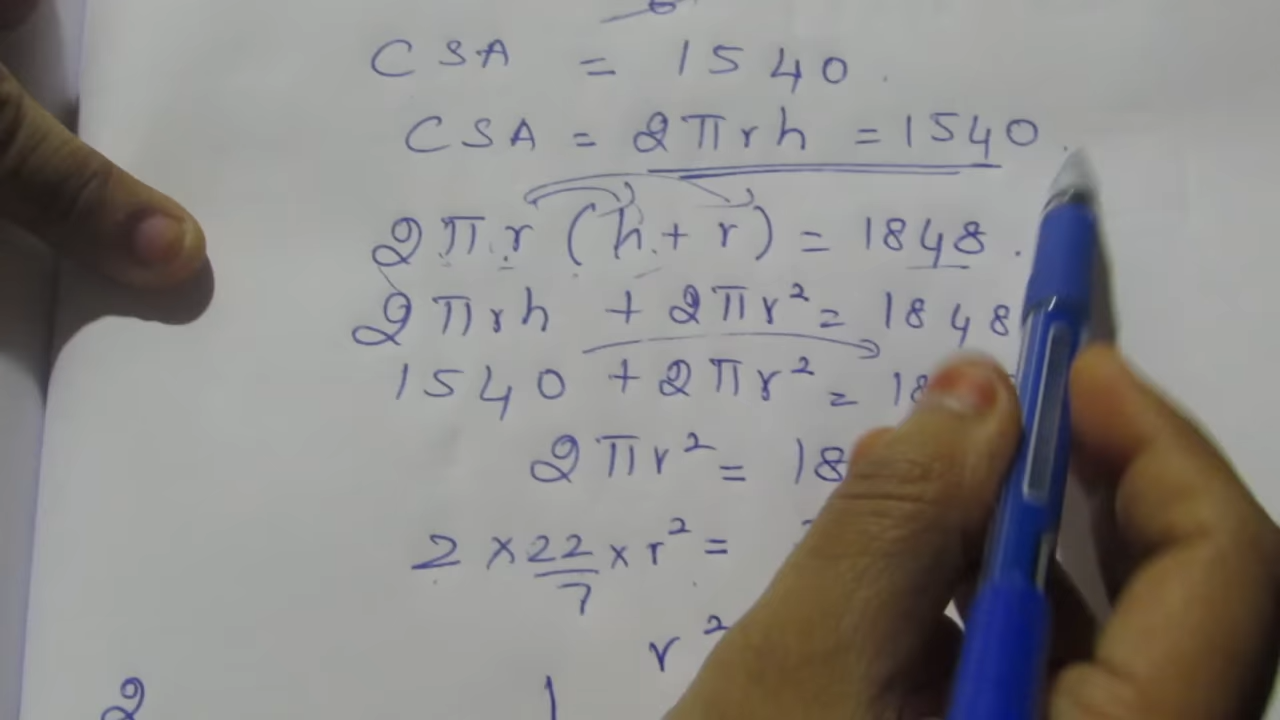 CSA = 1540.
CSA = 2πrh = 1540.
2πr (h + r) = 1848.
2πrh + 2πr² = 1848
1540 + 2πr² = 18
2πr² = 18
2 × 22/7 × r² =
r²
2